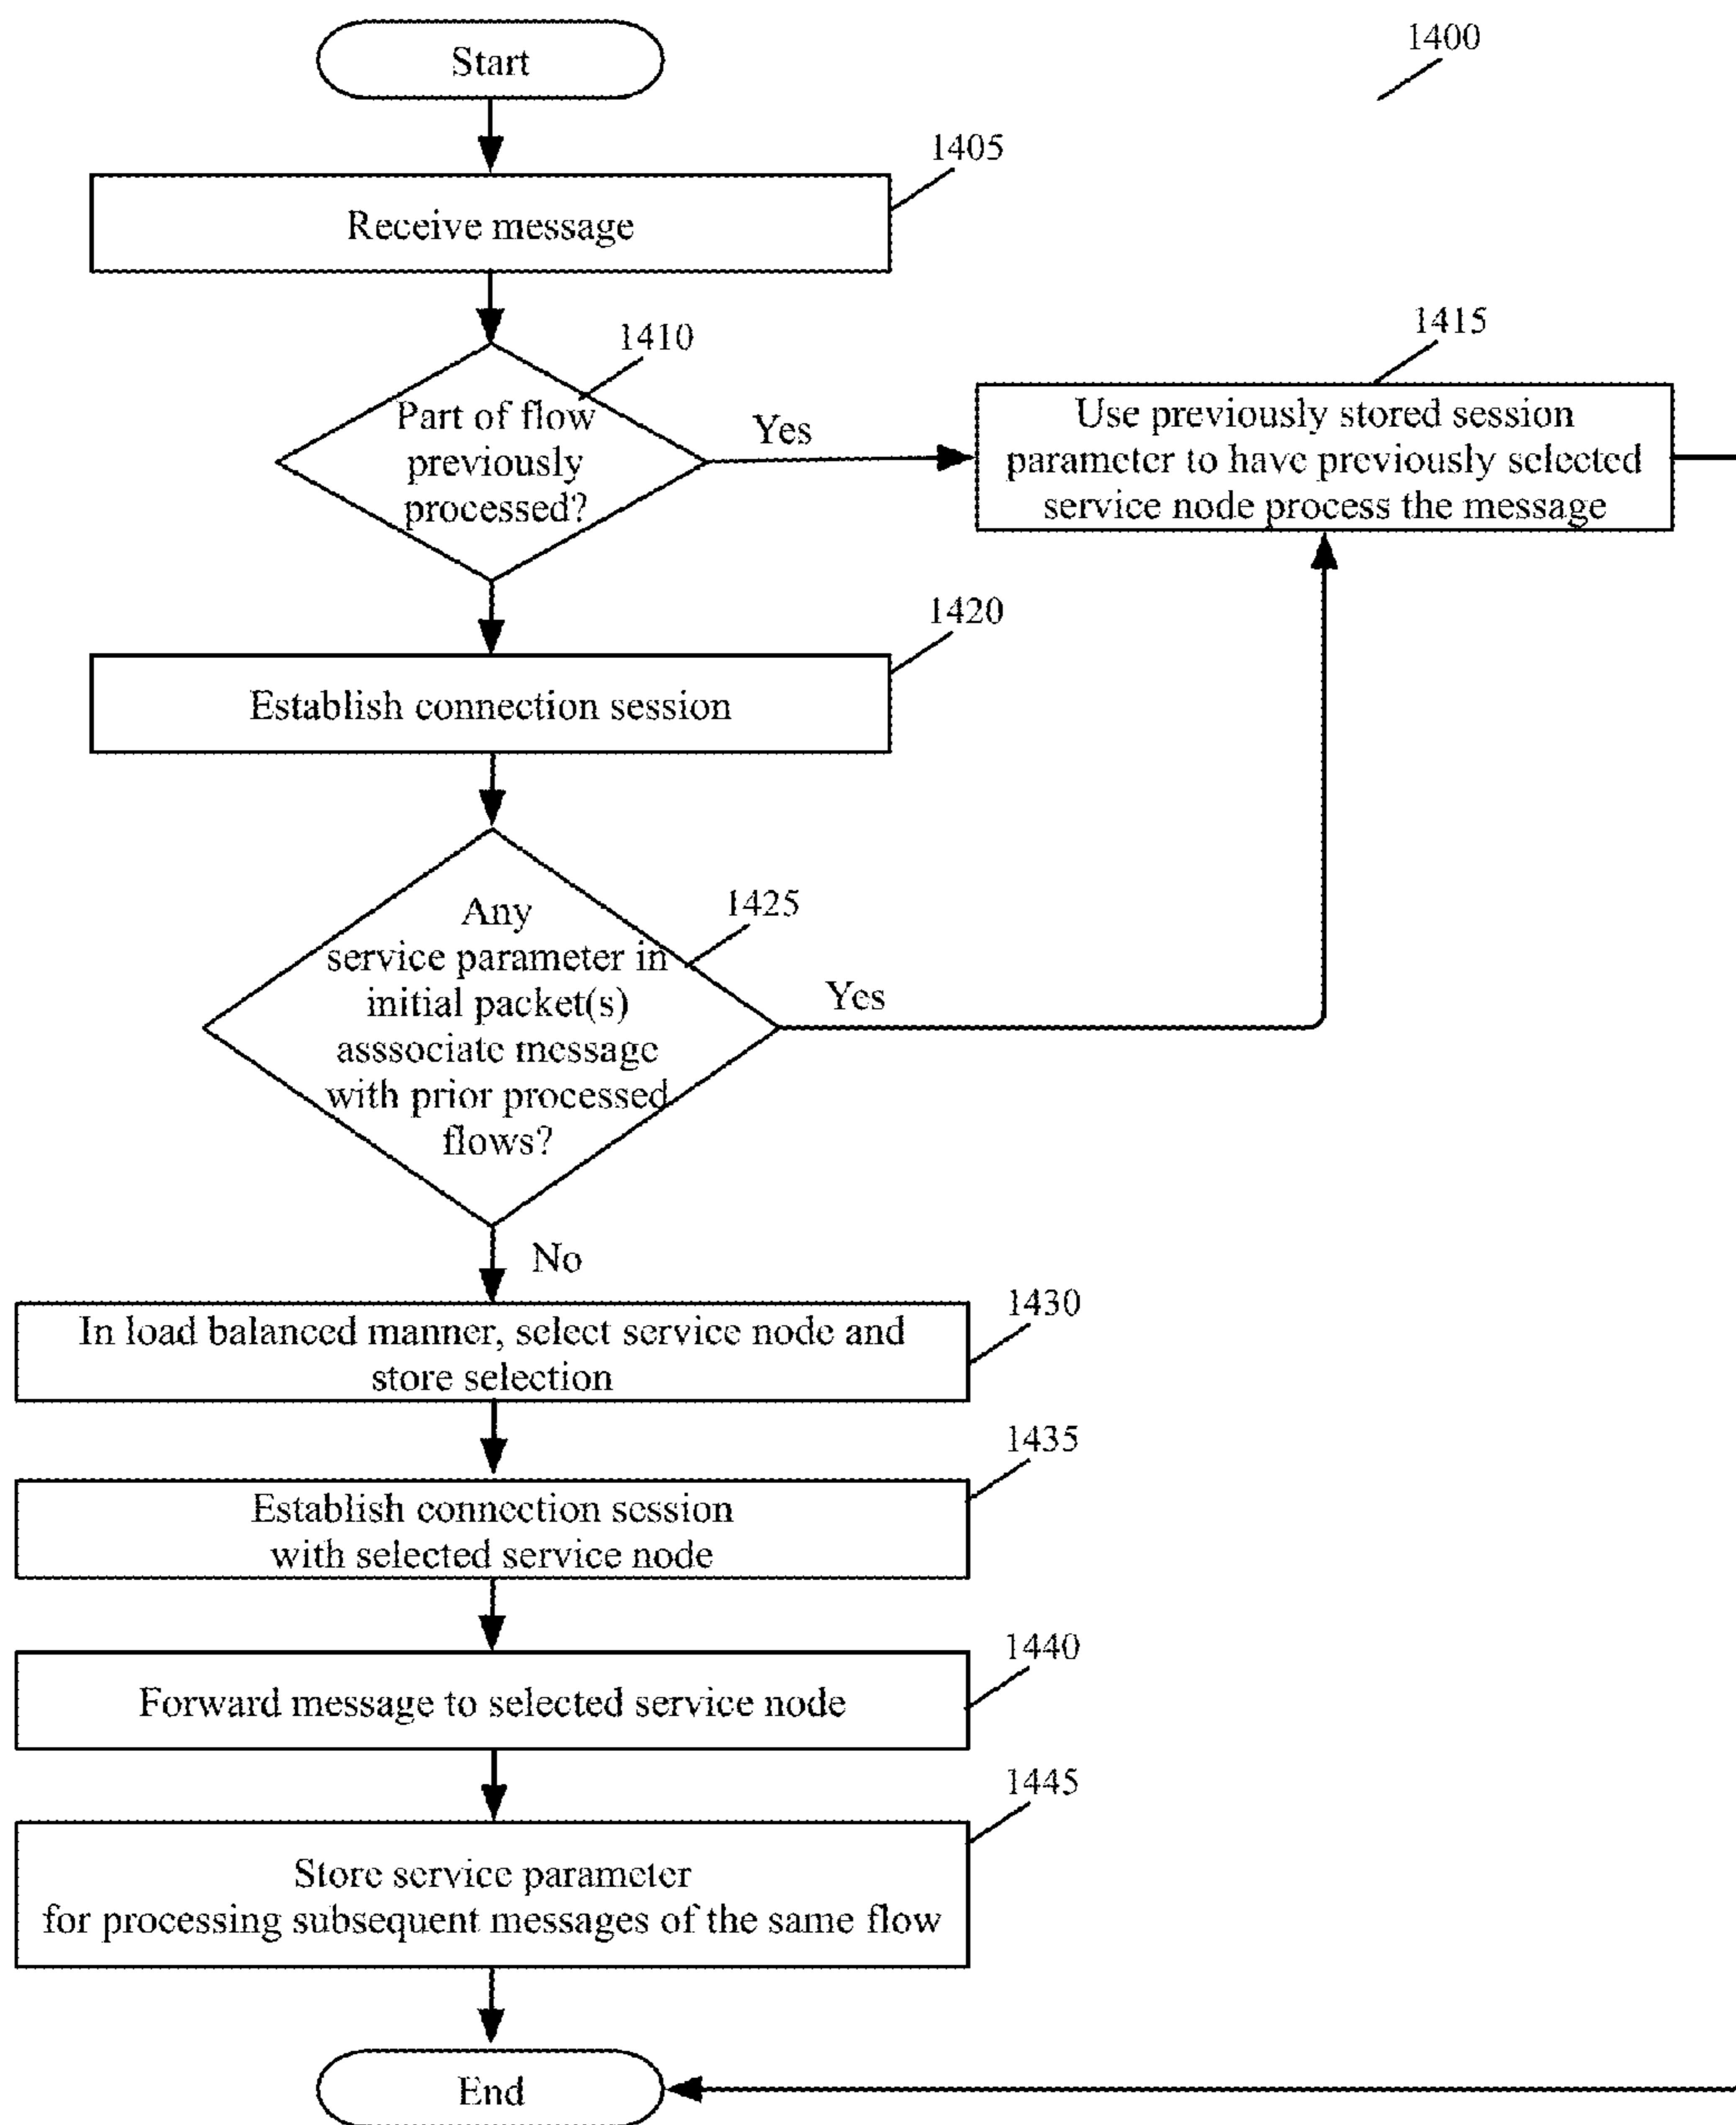 Start
1400
1405
Receive message
1410
Part of flow
previously
processed?
Yes
1415
Use previously stored session
parameter to have previously selected
service node process the message
1420
Establish connection session
1425
Any
service parameter in
initial packet(s)
asssociate message
with prior processed
flows?
Yes
No
1430
In load balanced manner, select service node and
store selection
1435
Establish connection session
with selected service node
1440
Forward message to selected service node
1445
Store service parameter
for processing subsequent messages of the same flow
End